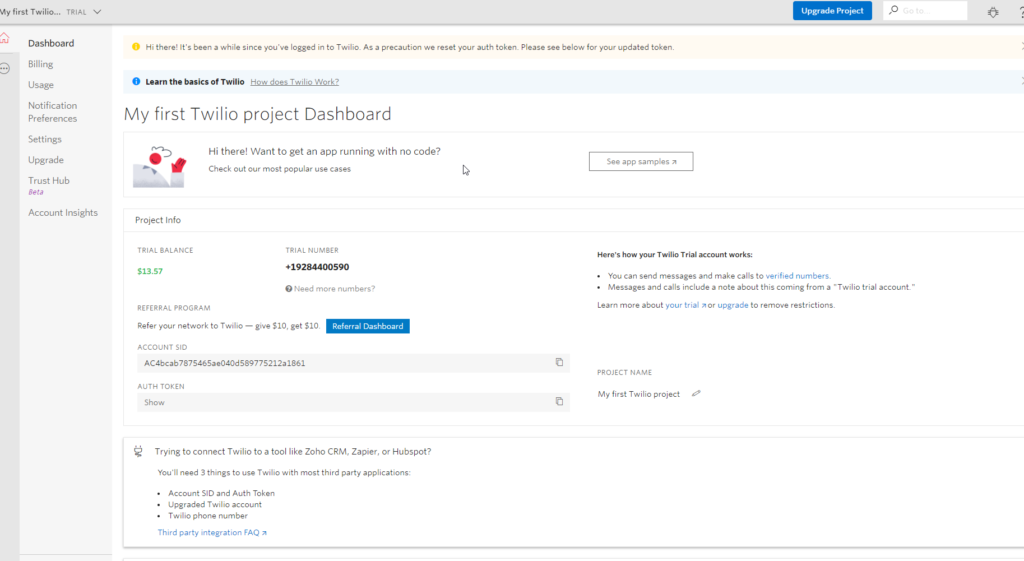 My first Twilio... TRIAL
Upgrade Project
Go to
Dashboard
Billing
Usage
Notification
Preferences
Settings
Upgrade
Trust Hub
Beta
Account Insights
Hi there! It's been a while since you've logged in to Twilio. As a precaution we reset your auth token. Please see below for your updated token.
Learn the basics of Twilio How does Twilio Work?
My first Twilio project Dashboard
Hi there! Want to get an app running with no code?
Check out our most popular use cases
See app samples
Project Info
TRIAL BALANCE
$13.57
TRIAL NUMBER
+19284400590
Need more numbers?
REFERRAL PROGRAM
Refer your network to Twilio — give $10, get $10. Referral Dashboard
ACCOUNT SID
AC4bcab7875465ae040d589775212a1861
AUTH TOKEN
Show
Here's how your Twilio Trial account works:
• You can send messages and make calls to verified numbers.
• Messages and calls include a note about this coming from a "Twilio trial account."
Learn more about your trial or upgrade to remove restrictions.
PROJECT NAME
My first Twilio project
Trying to connect Twilio to a tool like Zoho CRM, Zapier, or Hubspot?
You'll need 3 things to use Twilio with most third party applications:
• Account SID and Auth Token
• Upgraded Twilio account
• Twilio phone number
Third party integration FAQ